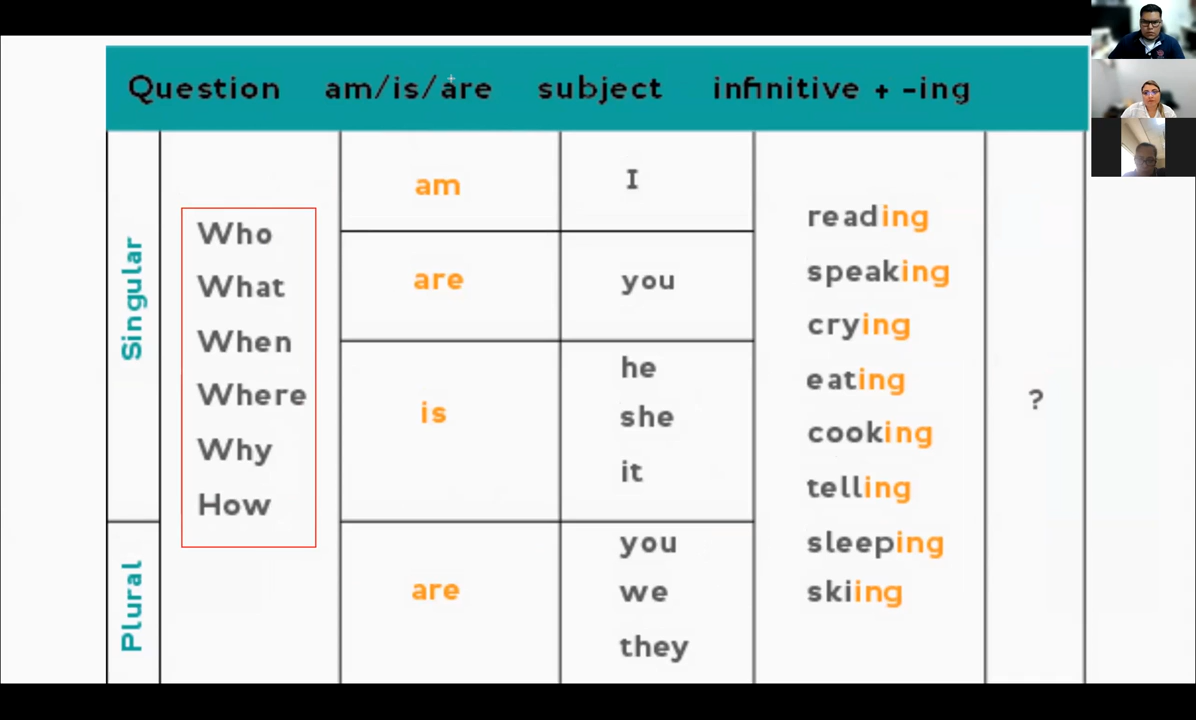 Question am/is/are subject infinitive + -ing
Singular
Who
What
When
Where
Why
How
am
are
is
I
you
he
she
it
Plural
are
you
we
they
reading
speaking
crying
eating
cooking
telling
sleeping
skiing
?